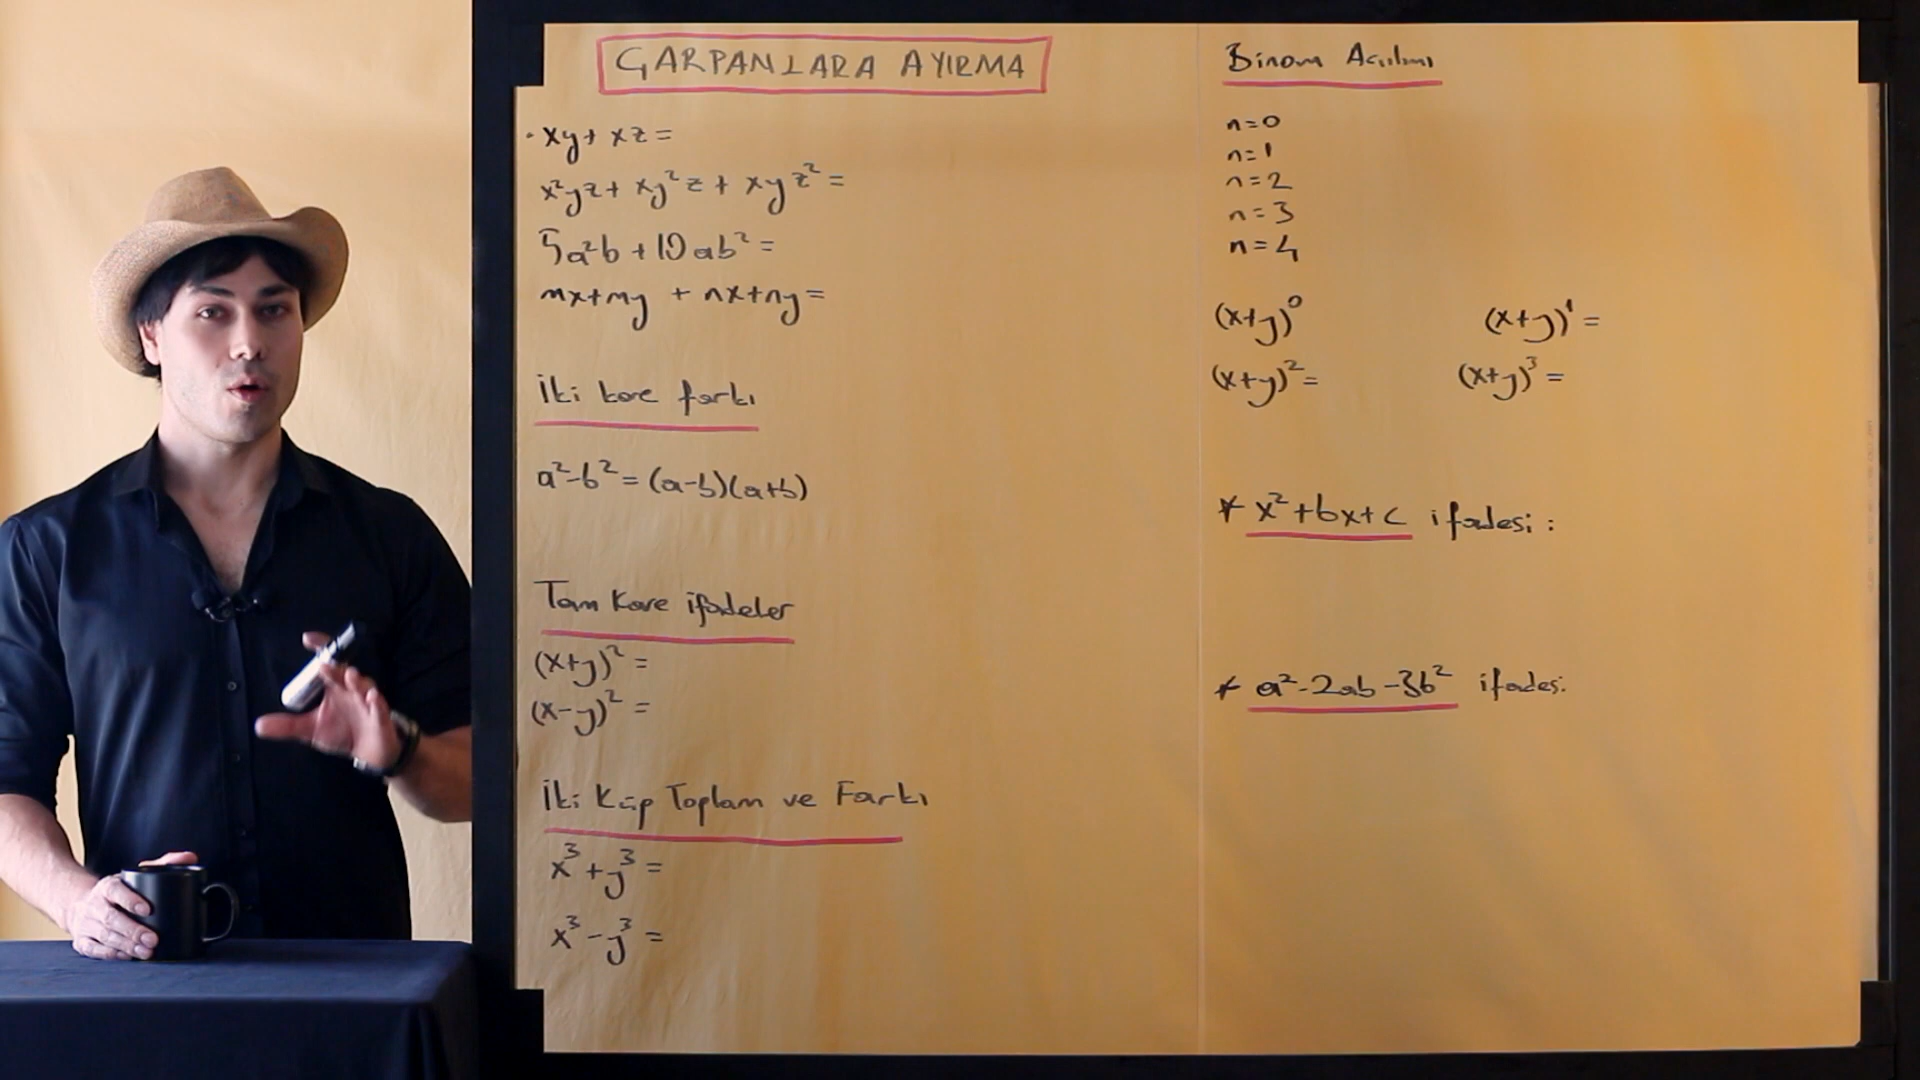 ÇARPANLARA AYIRMA
• xy + xz =
x²yz + xy²z + xyz² =
5a²b + 10ab² =
mx+my + nx+ny =
İki kare farkı
a²-b² = (a-b)(a+b)
Tam Kare ifadeler
(x+y)² =
(x-y)² =
İki Küp Toplam ve Farkı
x³ + y³ =
x³ - y³ =
Binom Açılımı
n=0
n=1
n=2
n=3
n=4
(x+y)⁰ (x+y)¹ =
(x+y)² = (x+y)³ =
* x²+bx+c ifadesi :
* a²-2ab-3b² ifadesi